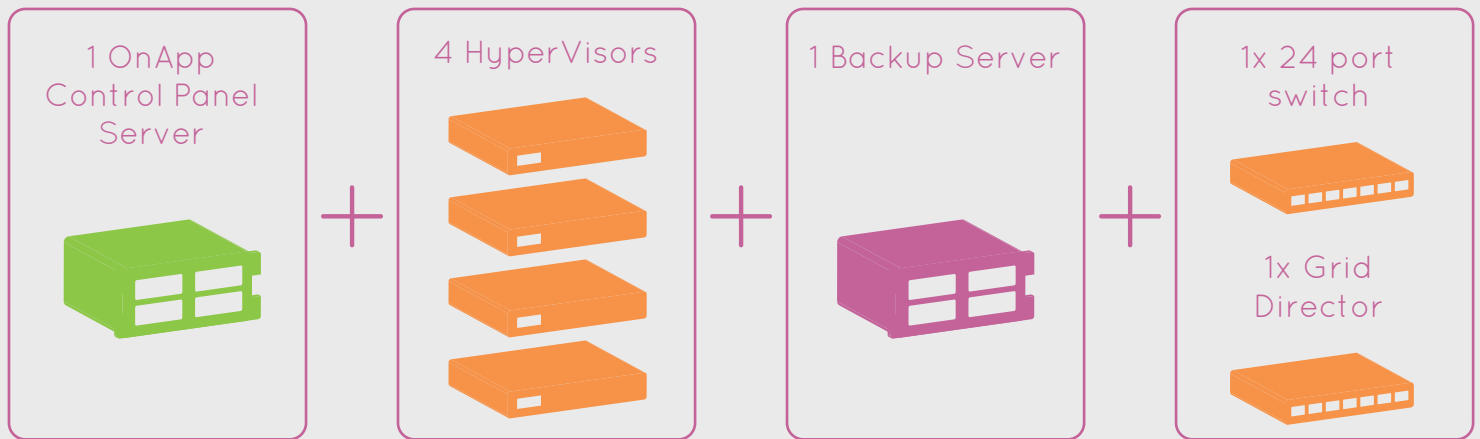 1 OnApp
Control Panel
Server
4 HyperVisors
1 Backup Server
1x 24 port
switch
1x Grid
Director